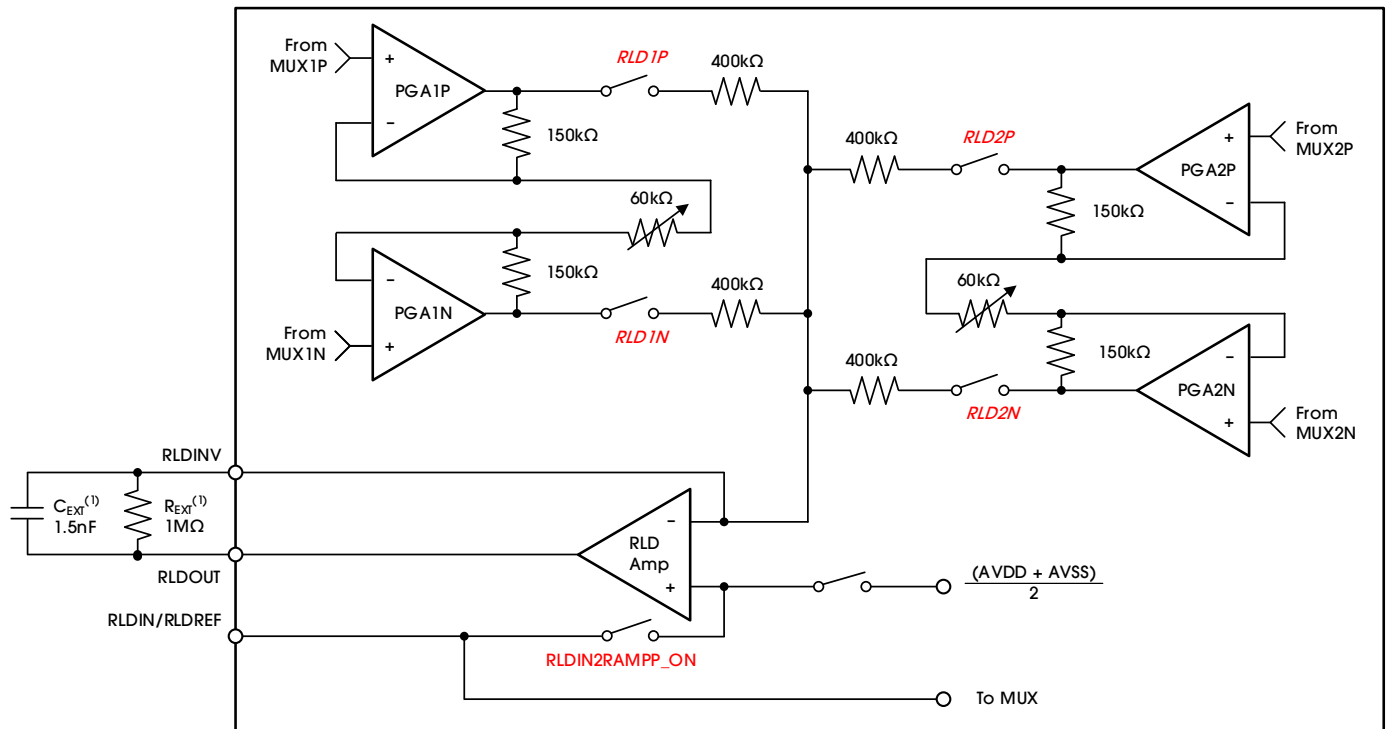 From
MUX1P
+
PGA1P
−
RLD1P
400kΩ
150kΩ
60kΩ
−
PGA1N
+
From
MUX1N
150kΩ
RLD1N
400kΩ
400kΩ
RLD2P
+
PGA2P
−
From
MUX2P
150kΩ
60kΩ
150kΩ
−
PGA2N
+
From
MUX2N
400kΩ
RLD2N
RLDINV
CEXT(1)
1.5nF
REXT(1)
1MΩ
RLDOUT
−
RLD
Amp
+
(AVDD + AVSS)
2
RLDIN/RLDREF
RLDIN2RAMPP_ON
To MUX